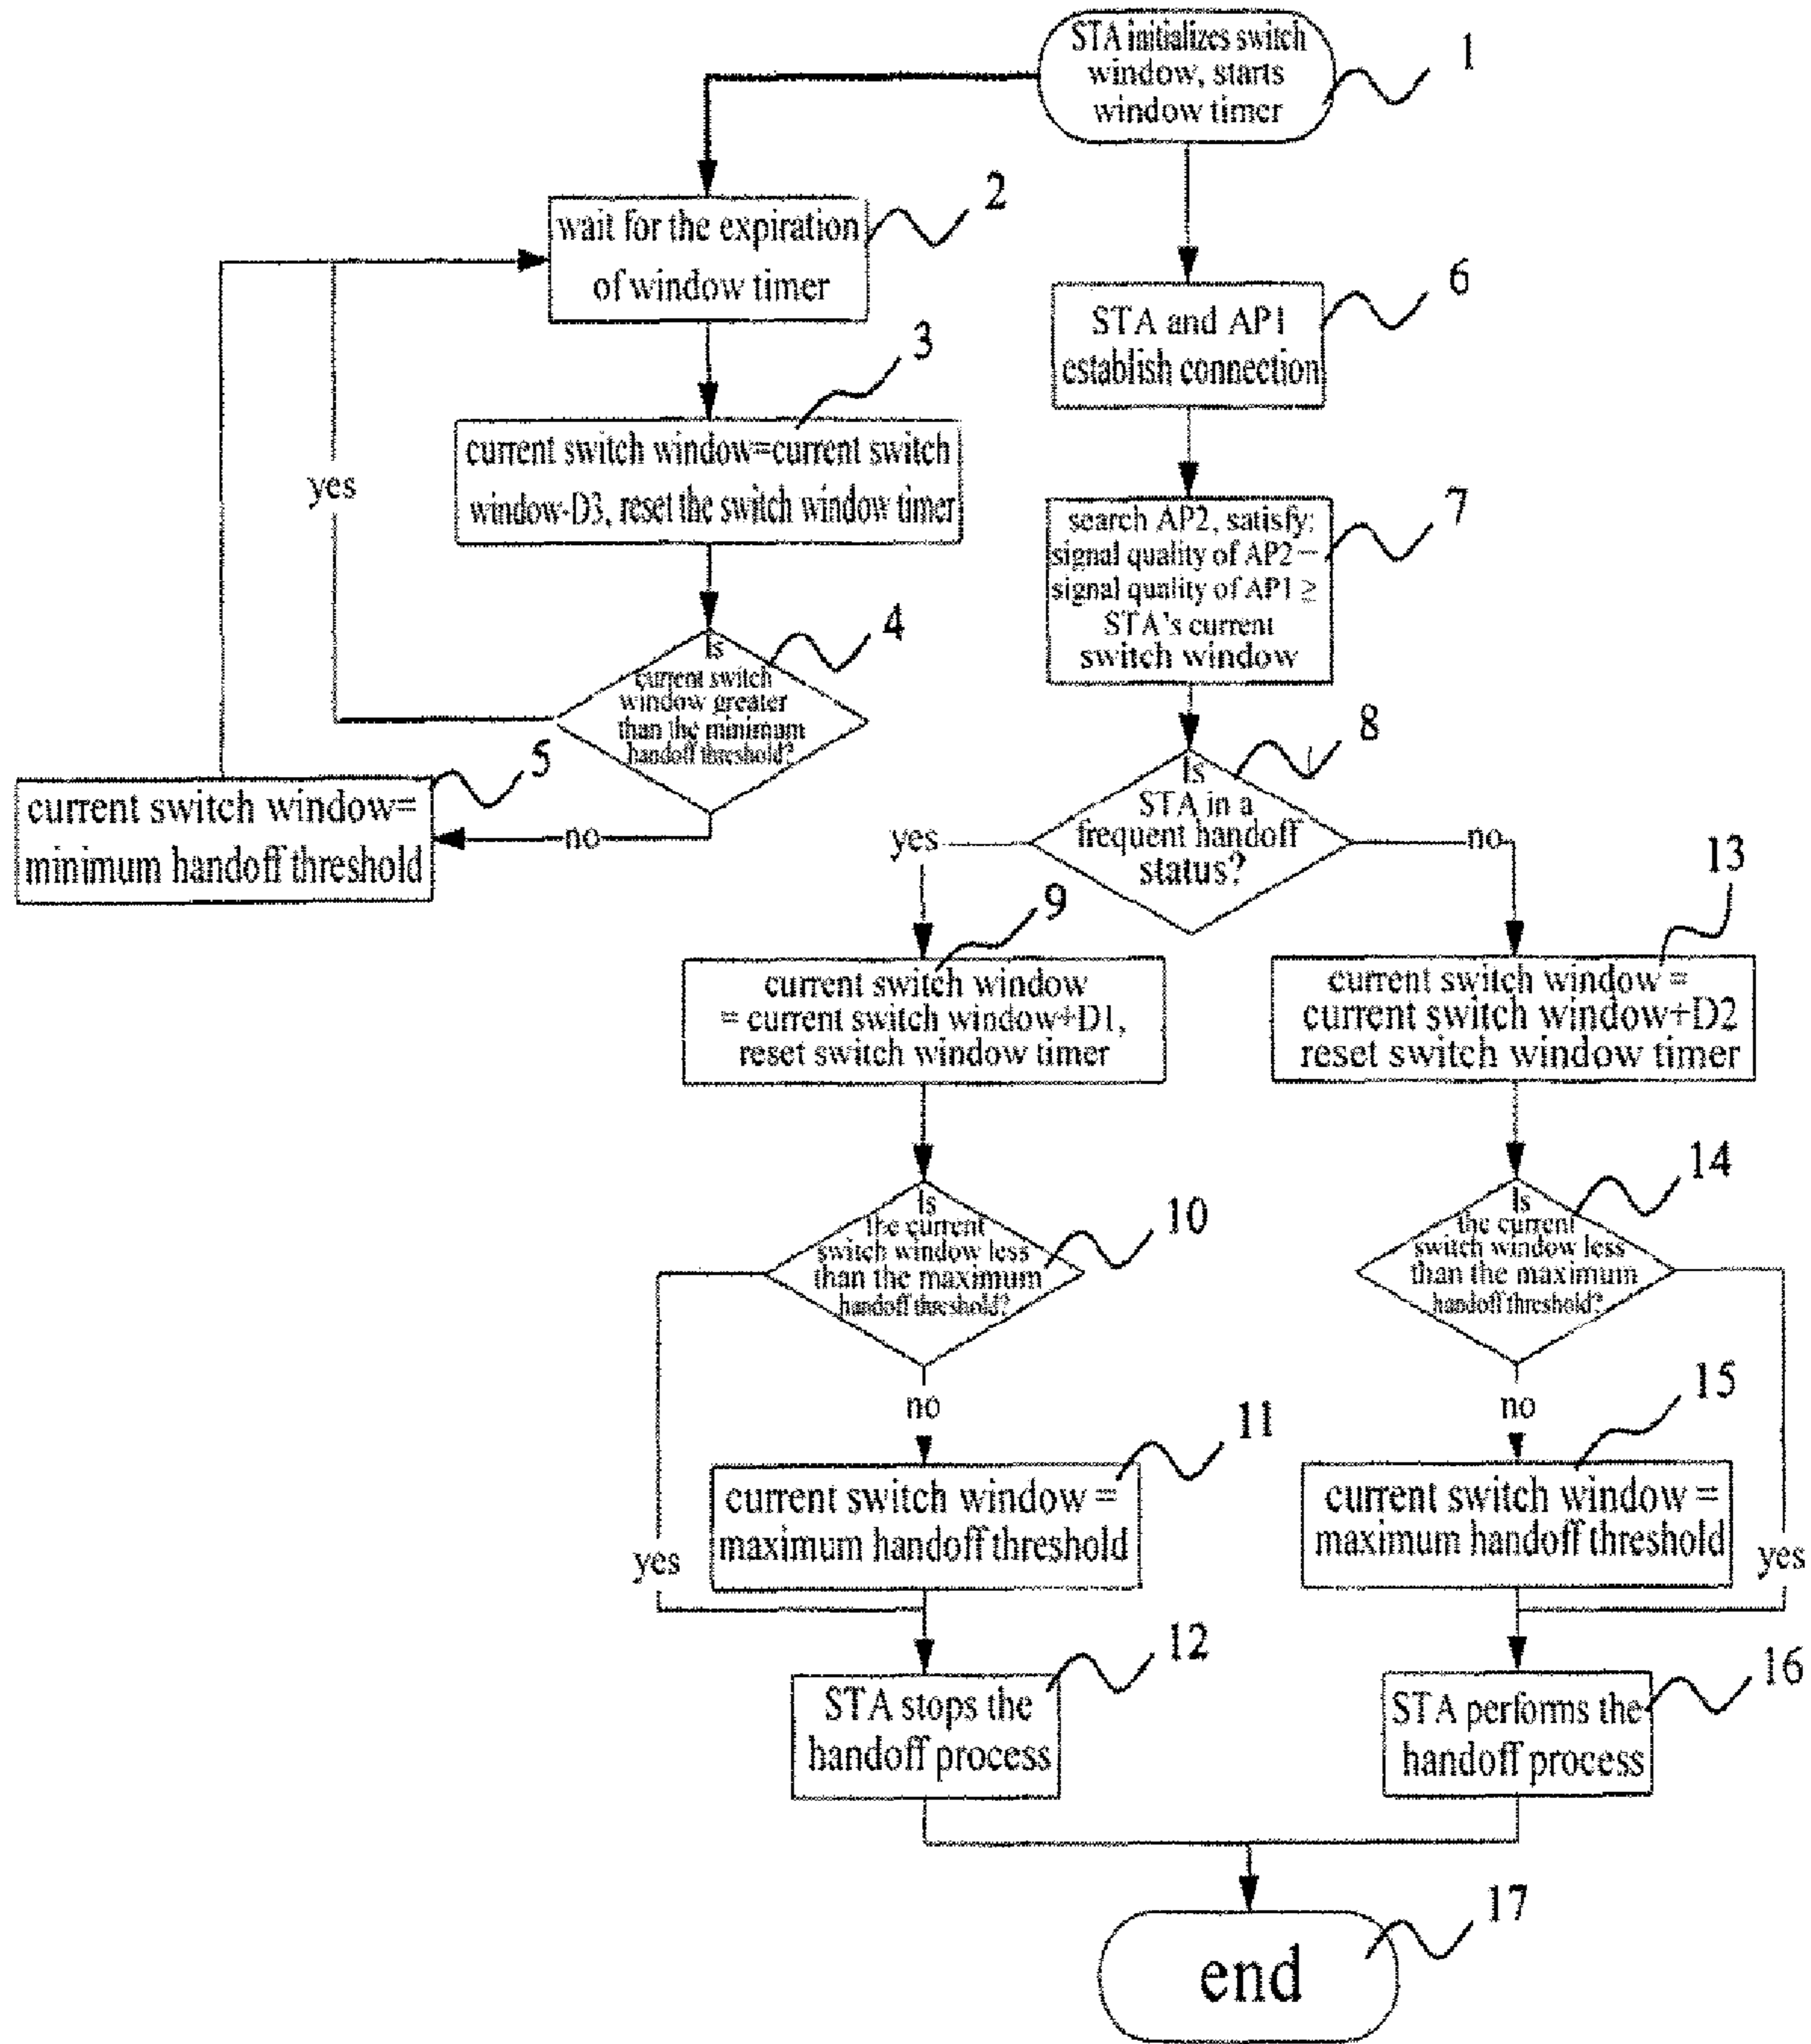 STA initializes switch
window, starts
window timer
1
wait for the expiration
of window timer
2
STA and AP1
establish connection
6
current switch window=current switch
window-D3, reset the switch window timer
3
yes
search AP2, satisfy:
signal quality of AP2 −
signal quality of AP1 ≥
STA's current
switch window
7
Is
current switch
window greater
than the minimum
handoff threshold?
4
no
current switch window=
minimum handoff threshold
5
Is
STA in a
frequent handoff
status?
8
yes
no
current switch window
= current switch window+D1,
reset switch window timer
9
current switch window =
current switch window+D2
reset switch window timer
13
Is
the current
switch window less
than the maximum
handoff threshold?
10
Is
the current
switch window less
than the maximum
handoff threshold?
14
no
no
yes
current switch window =
maximum handoff threshold
11
current switch window =
maximum handoff threshold
15
yes
STA stops the
handoff process
12
STA performs the
handoff process
16
end
17